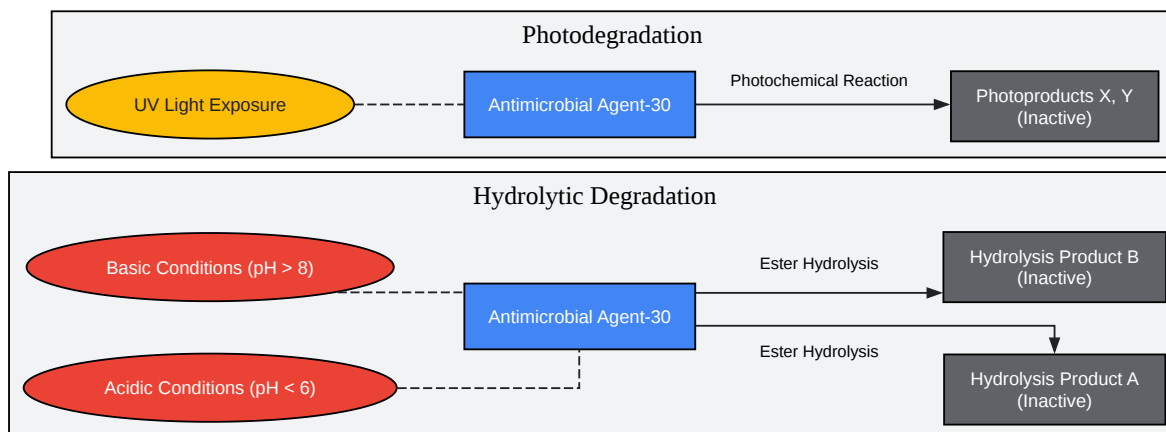 Photodegradation
UV Light Exposure
Antimicrobial Agent-30
Photochemical Reaction
Photoproducts X, Y
(Inactive)
Hydrolytic Degradation
Basic Conditions (pH > 8)
Antimicrobial Agent-30
Ester Hydrolysis
Hydrolysis Product B
(Inactive)
Acidic Conditions (pH < 6)
Ester Hydrolysis
Hydrolysis Product A
(Inactive)